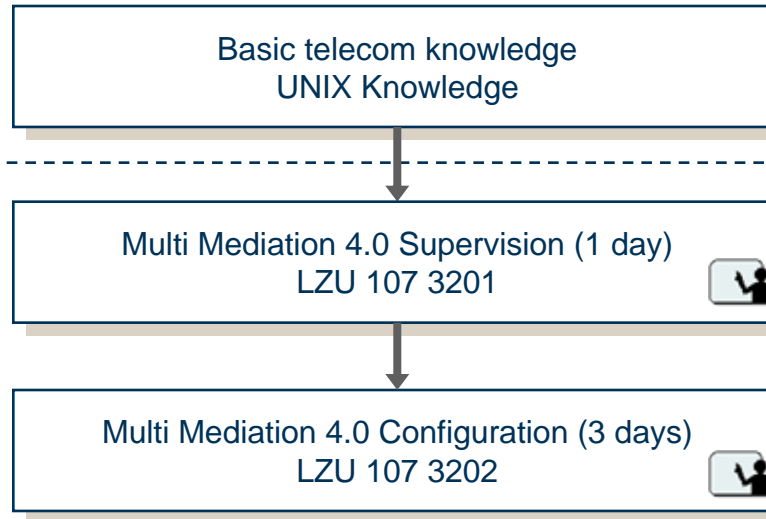 Basic telecom knowledge
UNIX Knowledge
Multi Mediation 4.0 Supervision (1 day)
LZU 107 3201
Multi Mediation 4.0 Configuration (3 days)
LZU 107 3202